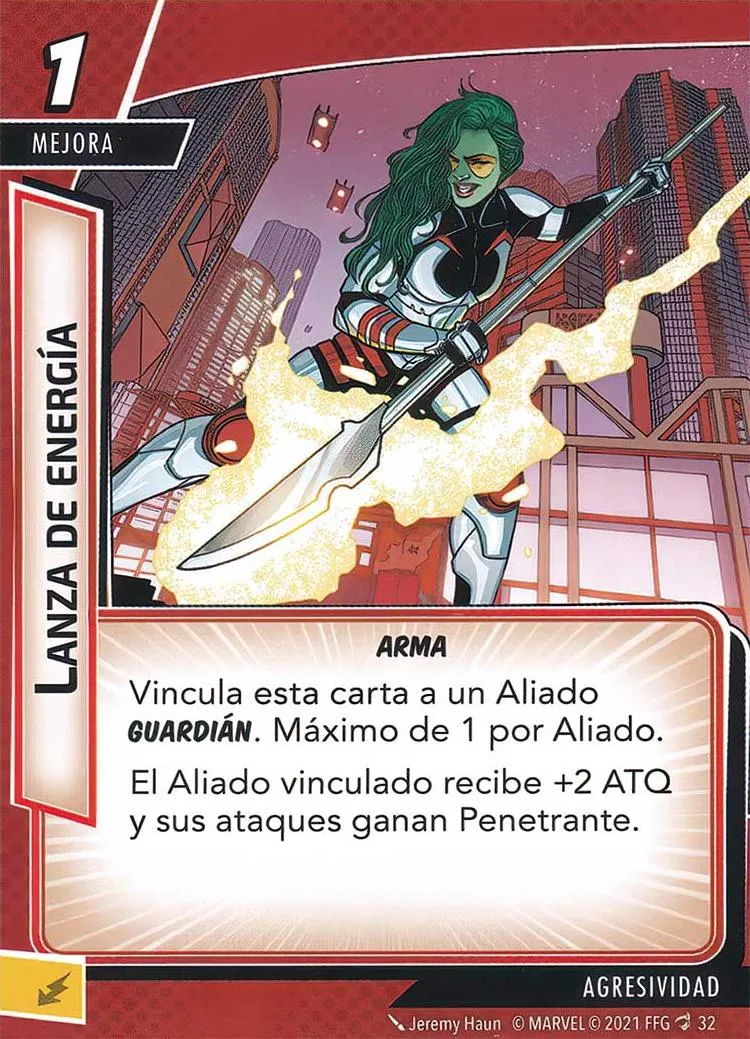 1
MEJORA
LANZA DE ENERGÍA
ARMA
Vincula esta carta a un Aliado
GUARDIÁN. Máximo de 1 por Aliado.
El Aliado vinculado recibe +2 ATQ
y sus ataques ganan Penetrante.
AGRESIVIDAD
Jeremy Haun © MARVEL © 2021 FFG 32